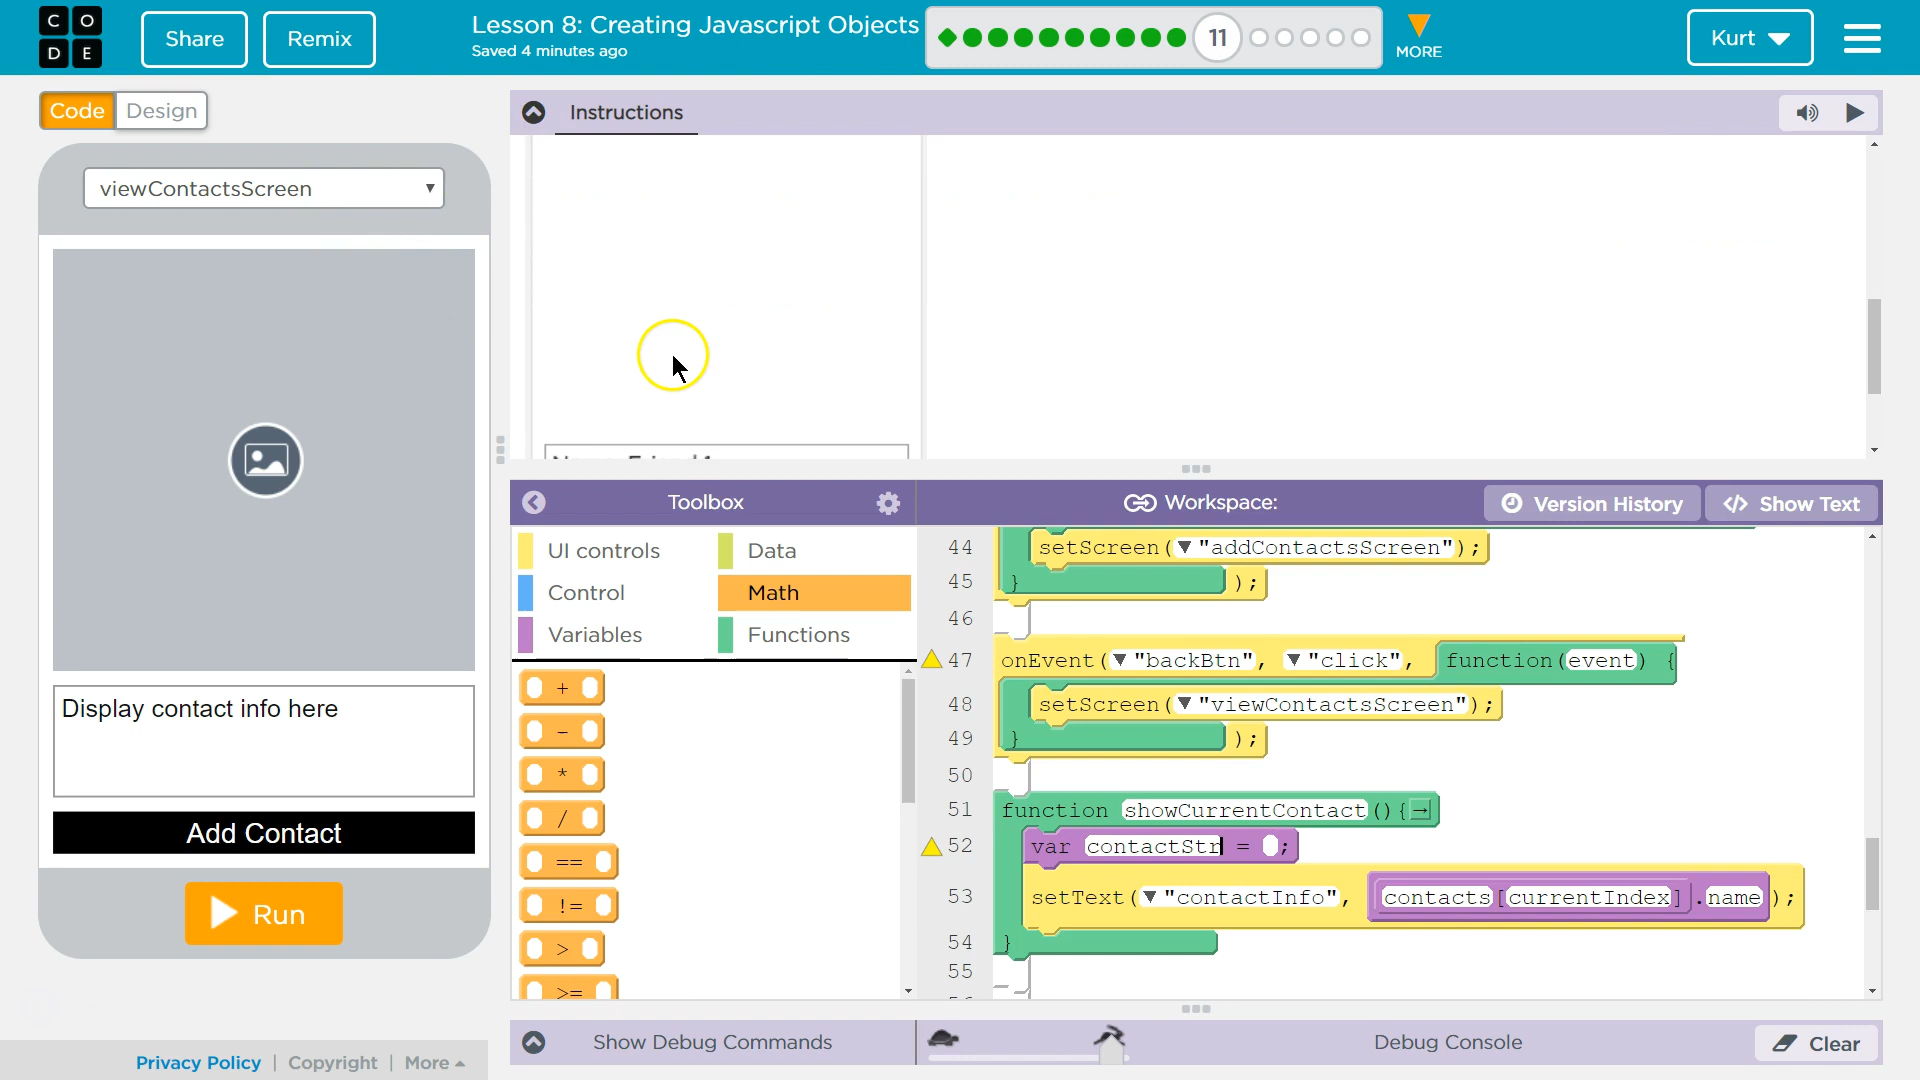 C O
D E
Share
Remix
Lesson 8: Creating Javascript Objects
Saved 4 minutes ago
11
MORE
Kurt
Code
Design
Instructions
viewContactsScreen
Display contact info here
Add Contact
Run
Toolbox
Workspace:
Version History
</> Show Text
UI controls
Data
Control
Math
Variables
Functions
+
-
*
/
==
!=
>
>=
44 setScreen("addContactsScreen");
45 } );
46
47 onEvent("backBtn", "click", function(event) {
48 setScreen("viewContactsScreen");
49 } );
50
51 function showCurrentContact(){
52 var contactStr = ;
53 setText("contactInfo", contacts[currentIndex].name);
54 }
55
Show Debug Commands
Debug Console
Clear
Privacy Policy | Copyright | More